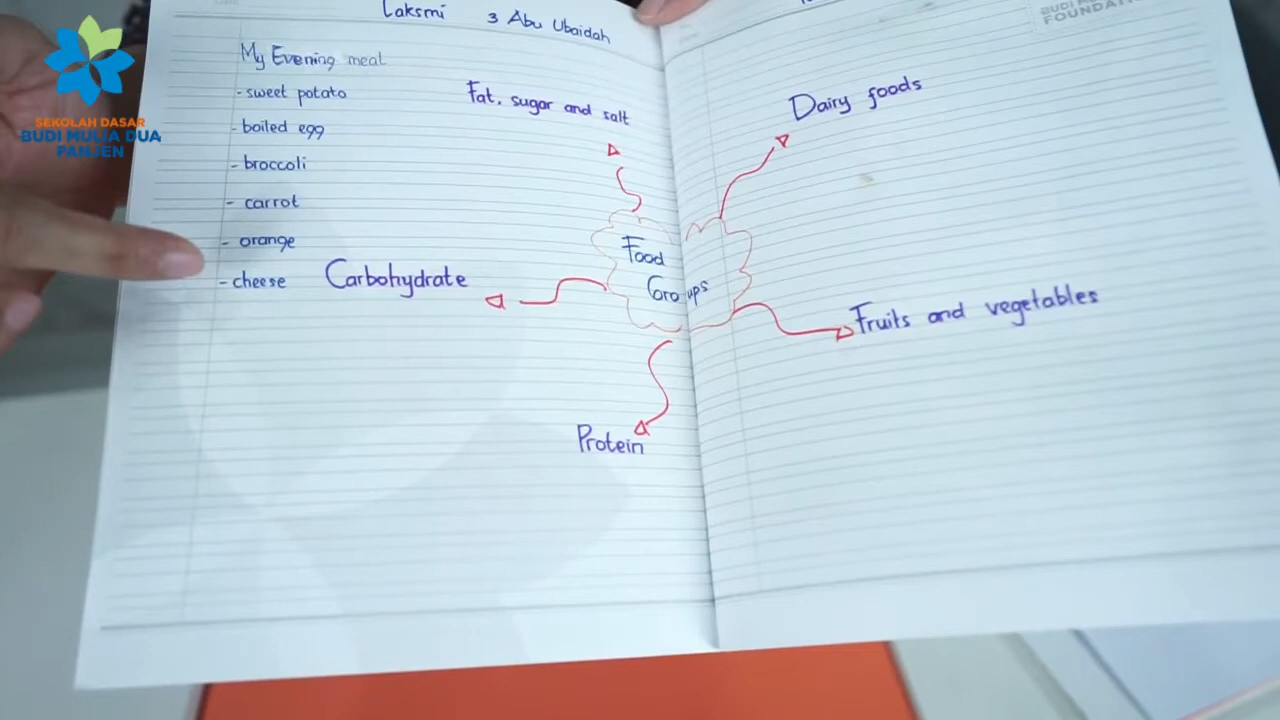 SEKOLAH DASAR
BUDI MULIA DUA
PANJEN
Laksmi 3 Abu Ubaidah
My Evening meal
- sweet potato
- boiled egg
- broccoli
- carrot
- orange
- cheese
Fat, sugar and salt
Dairy foods
Food
Groups
Carbohydrate
Fruits and vegetables
Protein
FOUNDATION